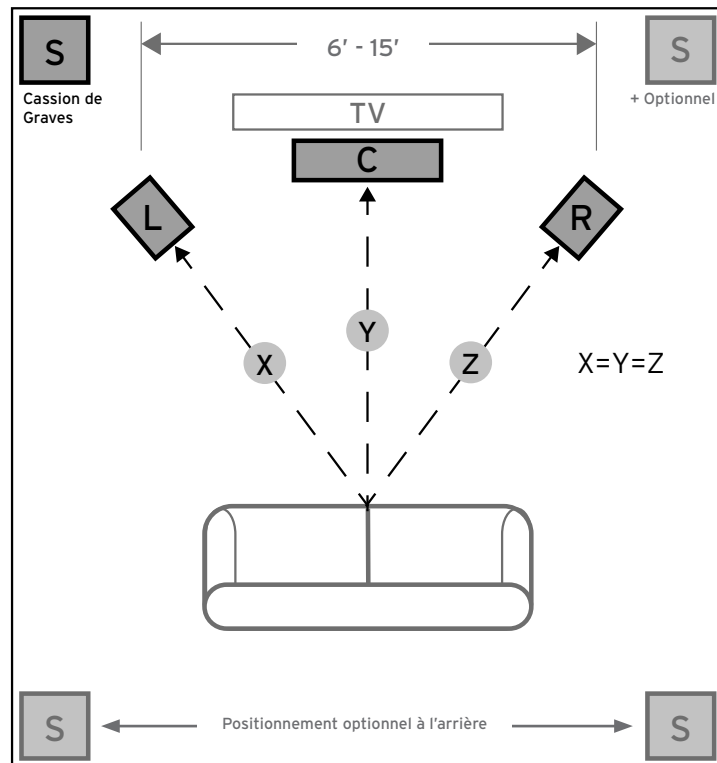 S
6' - 15'
S
Cassion de
Graves
+ Optionnel
TV
C
L
R
Y
X
Z
X=Y=Z
S
Positionnement optionnel à l'arrière
S